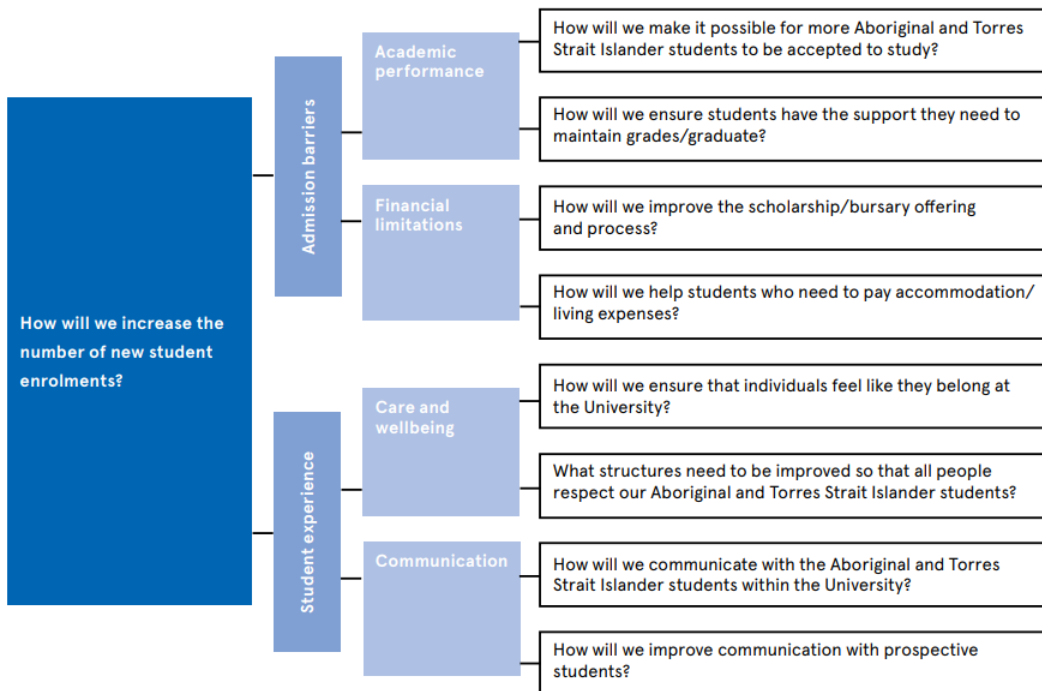 How will we increase the
number of new student
enrolments?
Admission barriers
Academic
performance
How will we make it possible for more Aboriginal and Torres
Strait Islander students to be accepted to study?
How will we ensure students have the support they need to
maintain grades/graduate?
Financial
limitations
How will we improve the scholarship/bursary offering
and process?
How will we help students who need to pay accommodation/
living expenses?
Student experience
Care and
wellbeing
How will we ensure that individuals feel like they belong at
the University?
What structures need to be improved so that all people
respect our Aboriginal and Torres Strait Islander students?
Communication
How will we communicate with the Aboriginal and Torres
Strait Islander students within the University?
How will we improve communication with prospective
students?